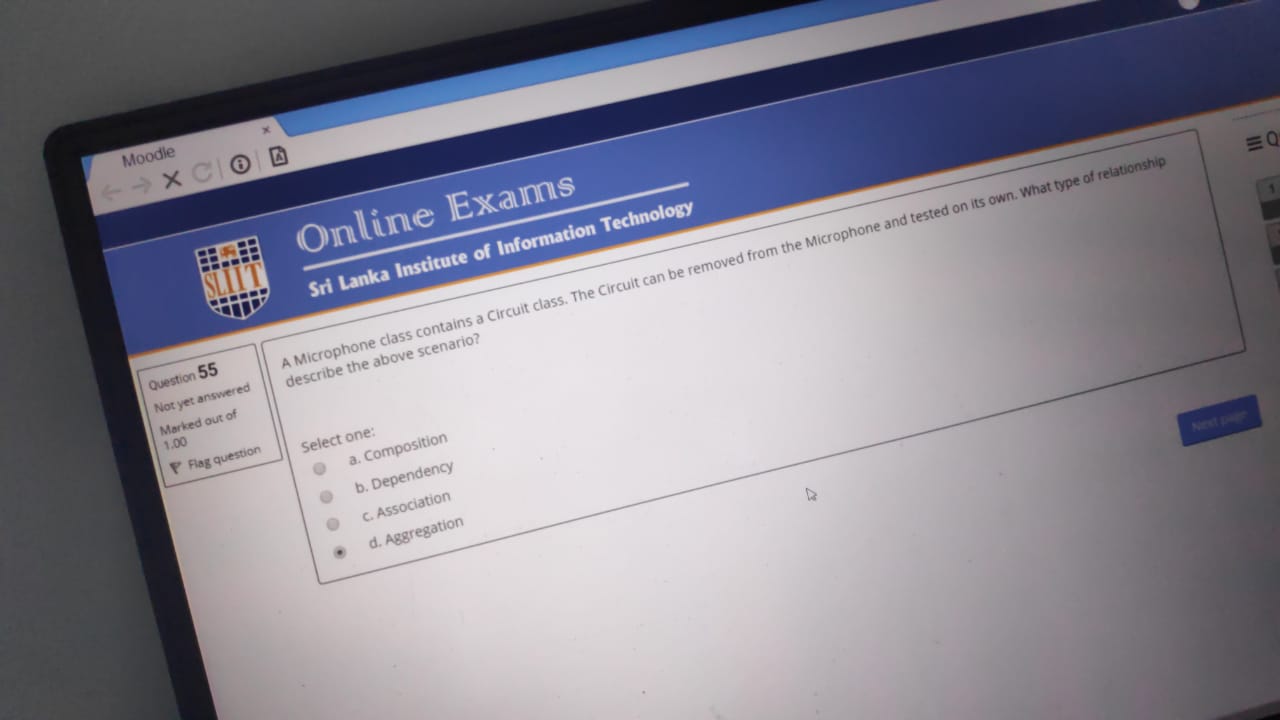 Moodle
Online Exams
Sri Lanka Institute of Information Technology
SLIIT
Question 55
Not yet answered
Marked out of
1.00
Flag question
A Microphone class contains a Circuit class. The Circuit can be removed from the Microphone and tested on its own. What type of relationship
describe the above scenario?
Select one:
a. Composition
b. Dependency
c. Association
d. Aggregation
Next page
Q
1